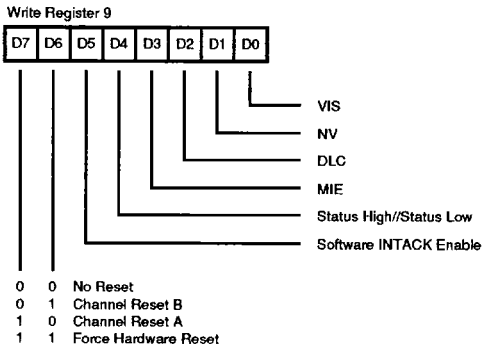 Write Register 9
D7 D6 D5 D4 D3 D2 D1 D0
VIS
NV
DLC
MIE
Status High//Status Low
Software INTACK Enable
0 0 No Reset
0 1 Channel Reset B
1 0 Channel Reset A
1 1 Force Hardware Reset